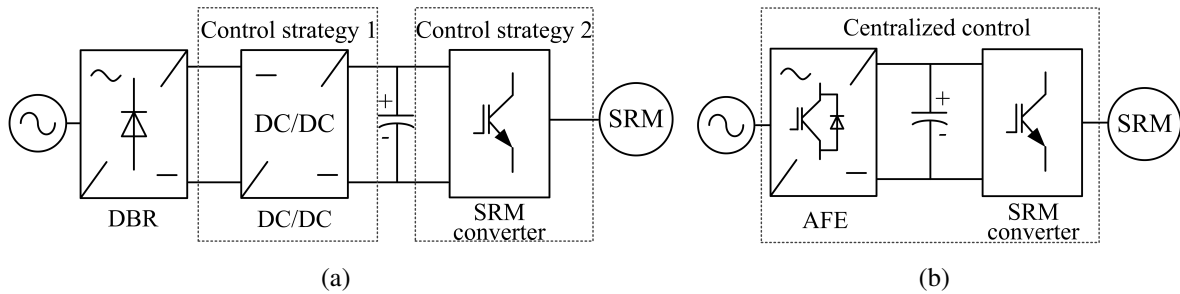 Control strategy 1
Control strategy 2
DC/DC
+
-
SRM
DBR
DC/DC
SRM
converter
(a)
Centralized control
+
-
SRM
AFE
SRM
converter
(b)